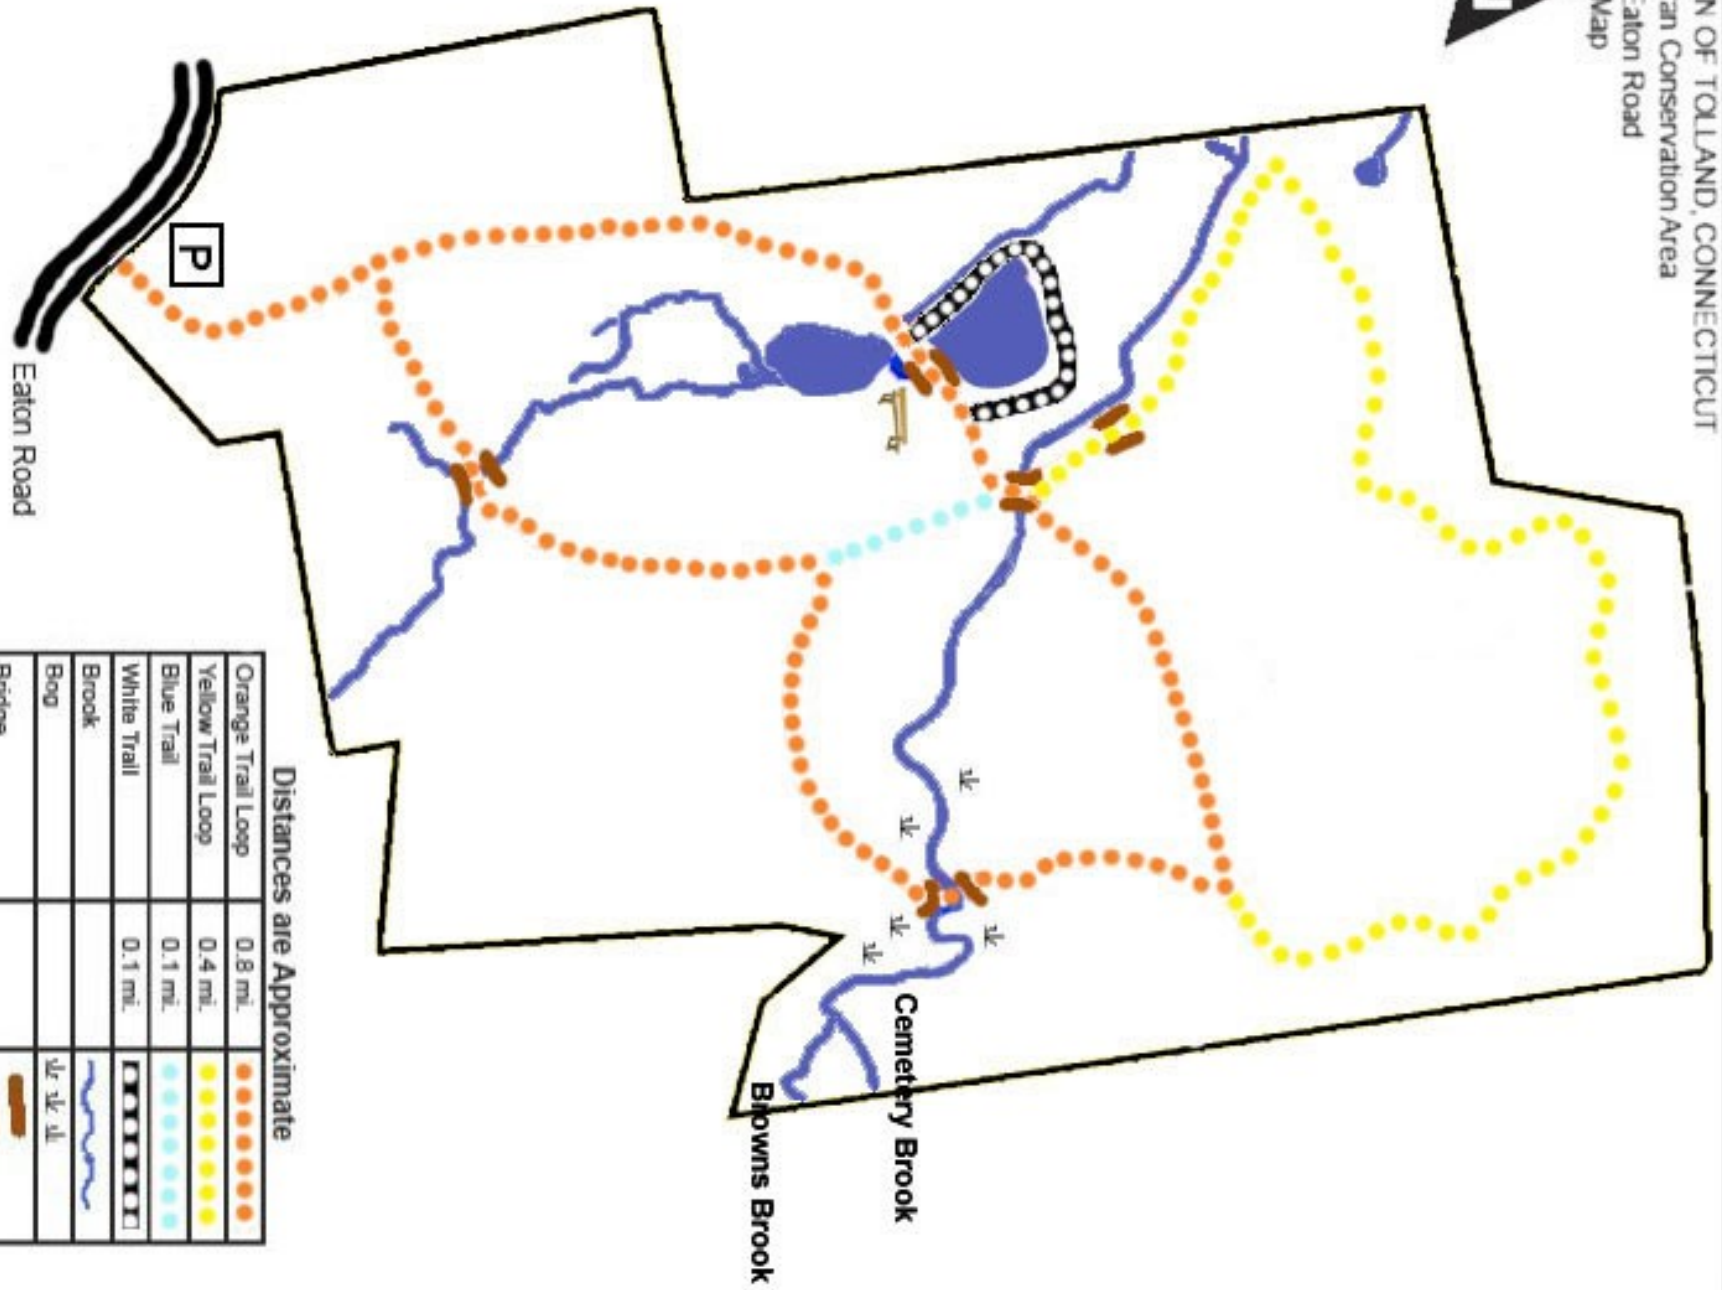 N OF TOLLAND, CONNECTICUT
an Conservation Area
Eaton Road
Map
P
Eaton Road
Cemetery Brook
Browns Brook
Distances are Approximate
Orange Trail Loop 0.8 mi.
Yellow Trail Loop 0.4 mi.
Blue Trail 0.1 mi.
White Trail 0.1 mi.
Brook
Bog
Bridge